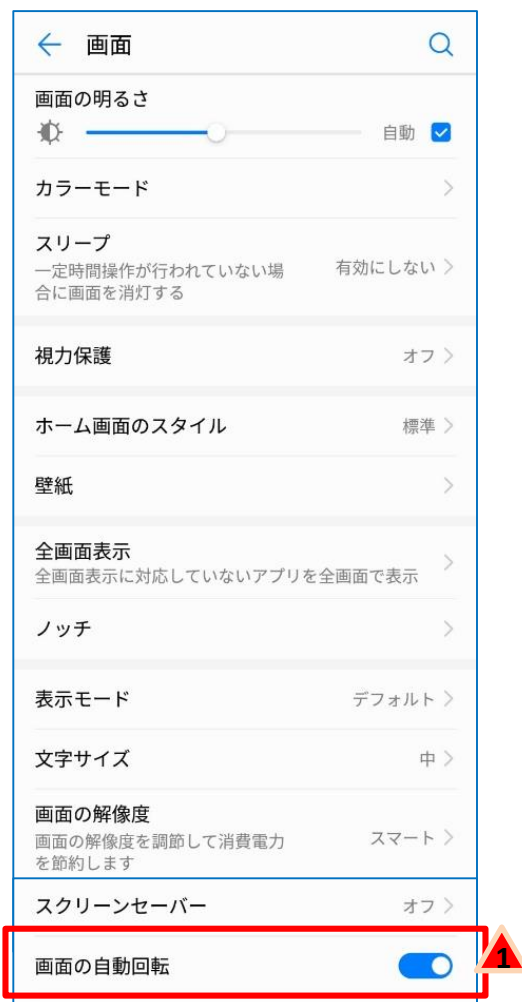 画面
画面の明るさ
自動
カラーモード
スリープ
一定時間操作が行われていない場
合に画面を消灯する
有効にしない
視力保護
オフ
ホーム画面のスタイル
標準
壁紙
全画面表示
全画面表示に対応していないアプリを全画面で表示
ノッチ
表示モード
デフォルト
文字サイズ
中
画面の解像度
画面の解像度を調節して消費電力
を節約します
スマート
スクリーンセーバー
オフ
画面の自動回転
1